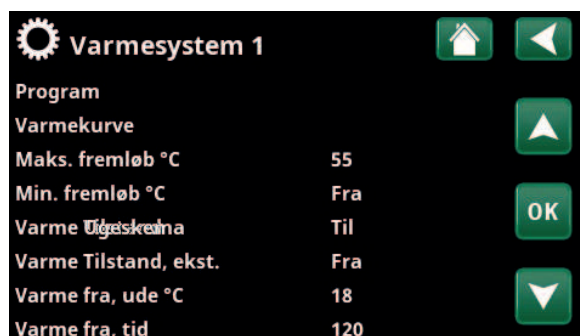 Varmesystem 1
Program
Varmekurve
Maks. fremløb °C 55
Min. fremløb °C Fra
Varme Til
Varme Tilstand, ekst. Fra
Varme fra, ude °C 18
Varme fra, tid 120
OK